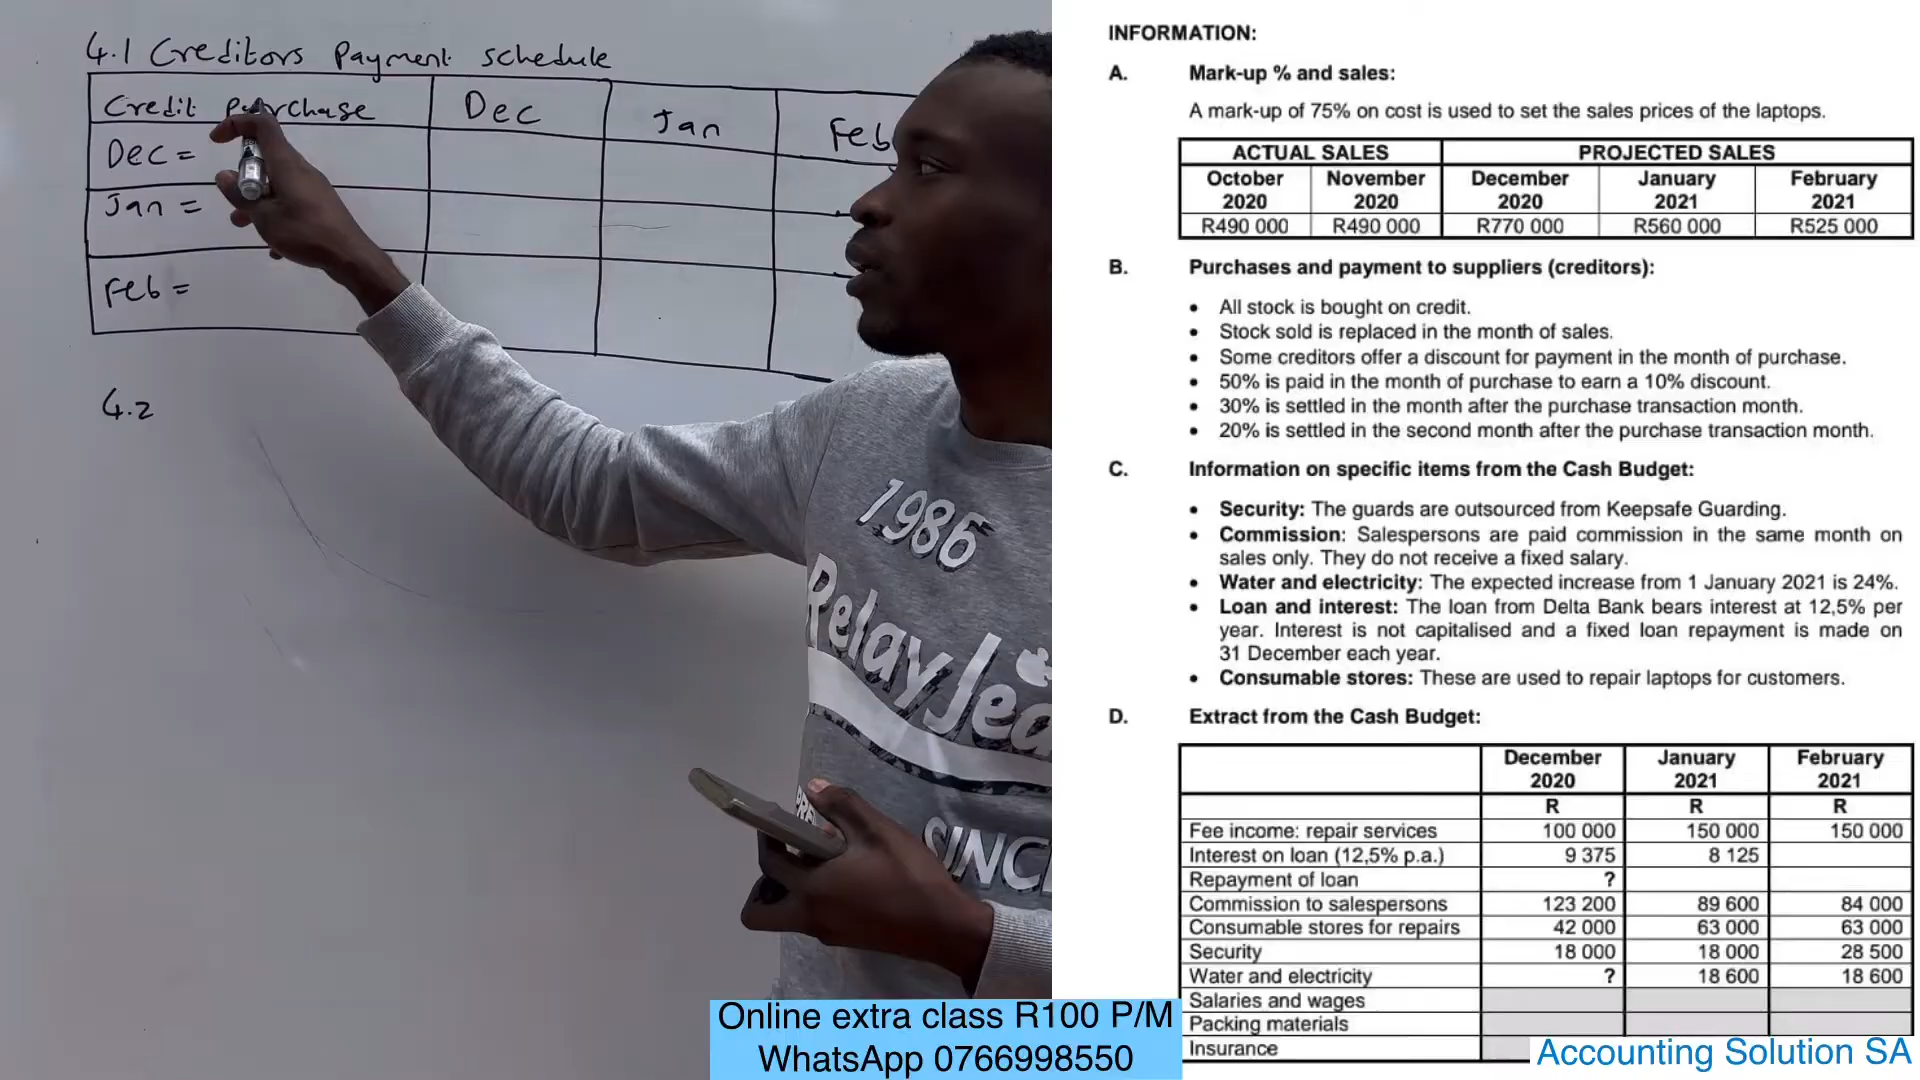 4.1 Creditors Payment Schedule
Credit Purchase Dec Jan Feb
Dec =
Jan =
Feb =
4.2
1986
Relay Jea
SINC
INFORMATION:
A. Mark-up % and sales:
A mark-up of 75% on cost is used to set the sales prices of the laptops.
ACTUAL SALES PROJECTED SALES
October 2020 November 2020 December 2020 January 2021 February 2021
R490 000 R490 000 R770 000 R560 000 R525 000
B. Purchases and payment to suppliers (creditors):
• All stock is bought on credit.
• Stock sold is replaced in the month of sales.
• Some creditors offer a discount for payment in the month of purchase.
• 50% is paid in the month of purchase to earn a 10% discount.
• 30% is settled in the month after the purchase transaction month.
• 20% is settled in the second month after the purchase transaction month.
C. Information on specific items from the Cash Budget:
• Security: The guards are outsourced from Keepsafe Guarding.
• Commission: Salespersons are paid commission in the same month on
sales only. They do not receive a fixed salary.
• Water and electricity: The expected increase from 1 January 2021 is 24%.
• Loan and interest: The loan from Delta Bank bears interest at 12,5% per
year. Interest is not capitalised and a fixed loan repayment is made on
31 December each year.
• Consumable stores: These are used to repair laptops for customers.
D. Extract from the Cash Budget:
December 2020 January 2021 February 2021
R R R
Fee income: repair services 100 000 150 000 150 000
Interest on loan (12,5% p.a.) 9 375 8 125
Repayment of loan ?
Commission to salespersons 123 200 89 600 84 000
Consumable stores for repairs 42 000 63 000 63 000
Security 18 000 18 000 28 500
Water and electricity ? 18 600 18 600
Salaries and wages
Packing materials
Insurance
Online extra class R100 P/M
WhatsApp 0766998550
Accounting Solution SA